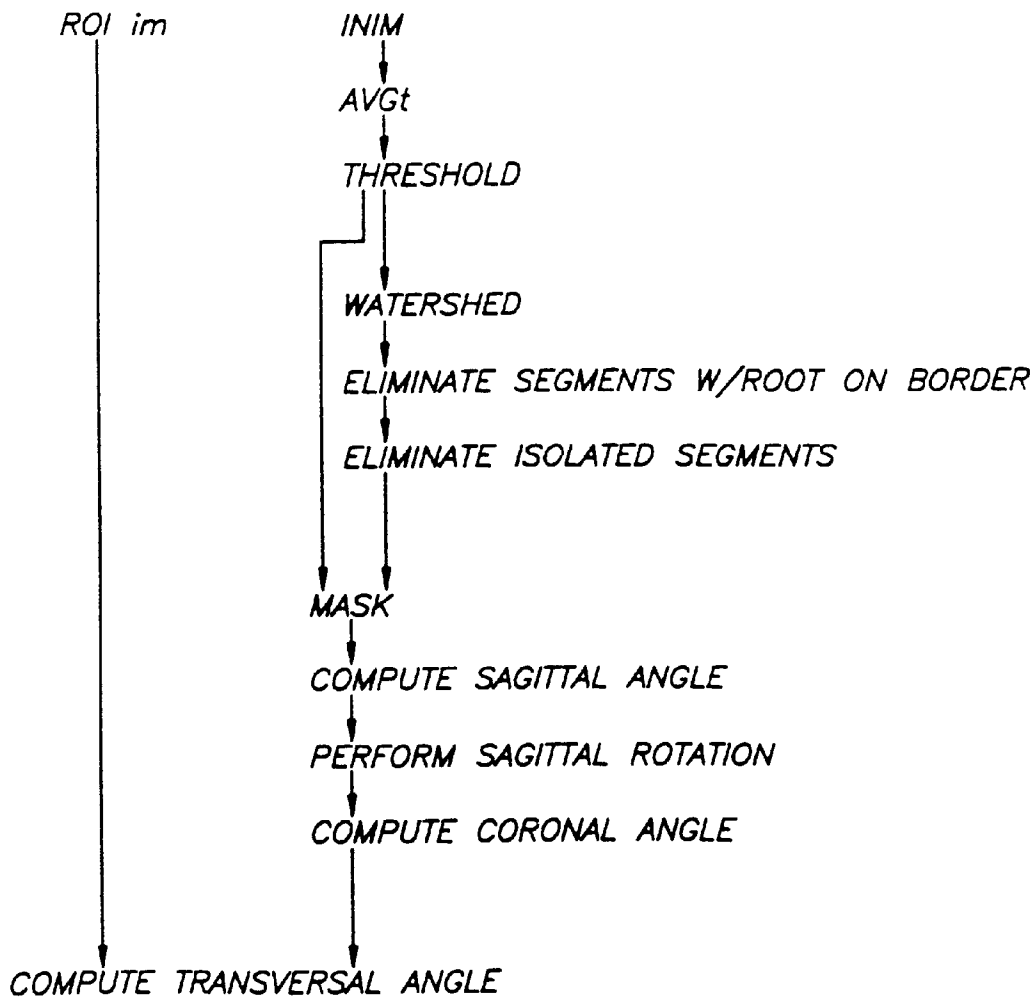 ROI im
INIM
AVGt
THRESHOLD
WATERSHED
ELIMINATE SEGMENTS W/ROOT ON BORDER
ELIMINATE ISOLATED SEGMENTS
MASK
COMPUTE SAGITTAL ANGLE
PERFORM SAGITTAL ROTATION
COMPUTE CORONAL ANGLE
COMPUTE TRANSVERSAL ANGLE